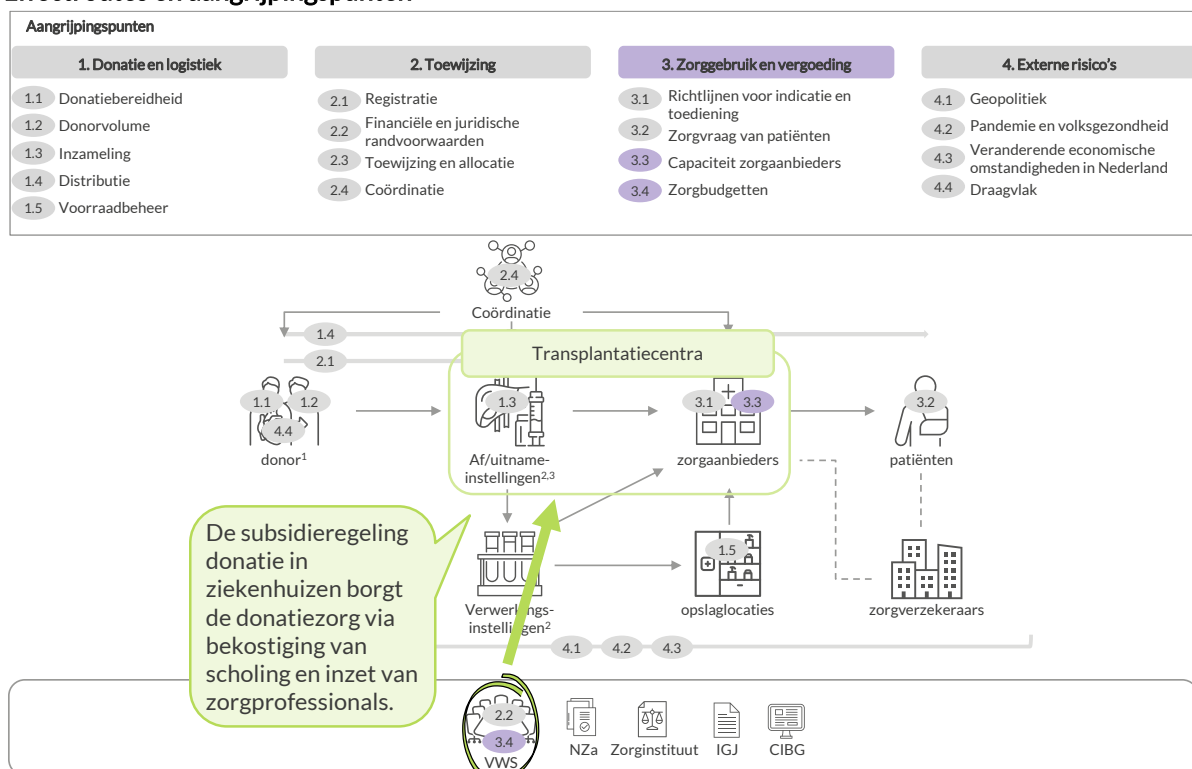 Aangrijpingspunten
1. Donatie en logistiek
1.1 Donatiebereidheid
1.2 Donorvolume
1.3 Inzameling
1.4 Distributie
1.5 Voorraadbeheer
2. Toewijzing
2.1 Registratie
2.2 Financiële en juridische
randvoorwaarden
2.3 Toewijzing en allocatie
2.4 Coördinatie
3. Zorggebruik en vergoeding
3.1 Richtlijnen voor indicatie en
toediening
3.2 Zorgvraag van patiënten
3.3 Capaciteit zorgaanbieders
3.4 Zorgbudgetten
4. Externe risico's
4.1 Geopolitiek
4.2 Pandemie en volksgezondheid
4.3 Veranderende economische
omstandigheden in Nederland
4.4 Draagvlak
2.4
Coördinatie
1.4
2.1
Transplantatiecentra
1.1 1.2
4.4
donor¹
1.3
Af/uitname-
instellingen²,³
3.1 3.3
zorgaanbieders
3.2
patiënten
De subsidieregeling
donatie in
ziekenhuizen borgt
de donatiezorg via
bekostiging van
scholing en inzet van
zorgprofessionals.
Verwerkings-
instellingen²
1.5
opslaglocaties
zorgverzekeraars
4.1 4.2 4.3
2.2
3.4
VWS
NZa
Zorginstituut
IGJ
CIBG